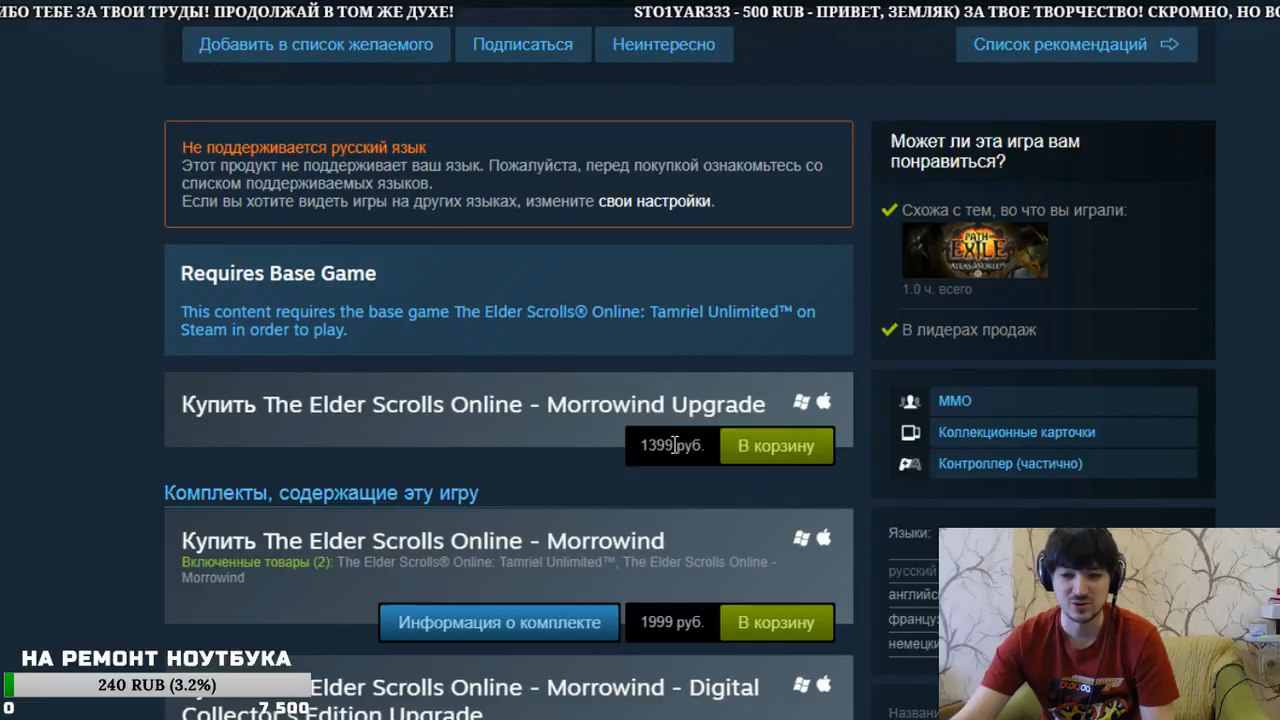 ИБО ТЕБЕ ЗА ТВОИ ТРУДЫ! ПРОДОЛЖАЙ В ТОМ ЖЕ ДУХЕ!
STO1YAR333 - 500 RUB - ПРИВЕТ, ЗЕМЛЯК) ЗА ТВОЕ ТВОРЧЕСТВО! СКРОМНО, НО ВО
Добавить в список желаемого
Подписаться
Неинтересно
Список рекомендаций
Не поддерживается русский язык
Этот продукт не поддерживает ваш язык. Пожалуйста, перед покупкой ознакомьтесь со
списком поддерживаемых языков.
Если вы хотите видеть игры на других языках, измените свои настройки.
Может ли эта игра вам
понравиться?
Схожа с тем, во что вы играли:
PATH OF
EXILE
1.0 ч. всего
В лидерах продаж
Requires Base Game
This content requires the base game The Elder Scrolls® Online: Tamriel Unlimited™ on
Steam in order to play.
Купить The Elder Scrolls Online - Morrowind Upgrade
1399 руб.
В корзину
MMO
Коллекционные карточки
Контроллер (частично)
Комплекты, содержащие эту игру
Купить The Elder Scrolls Online - Morrowind
Включенные товары (2): The Elder Scrolls® Online: Tamriel Unlimited™, The Elder Scrolls Online -
Morrowind
Информация о комплекте
1999 руб.
В корзину
Языки:
русский
английс
француз
немецки
НА РЕМОНТ НОУТБУКА
240 RUB (3.2%)
0
7 500
Elder Scrolls Online - Morrowind - Digital
Collector's Edition Upgrade
Названи